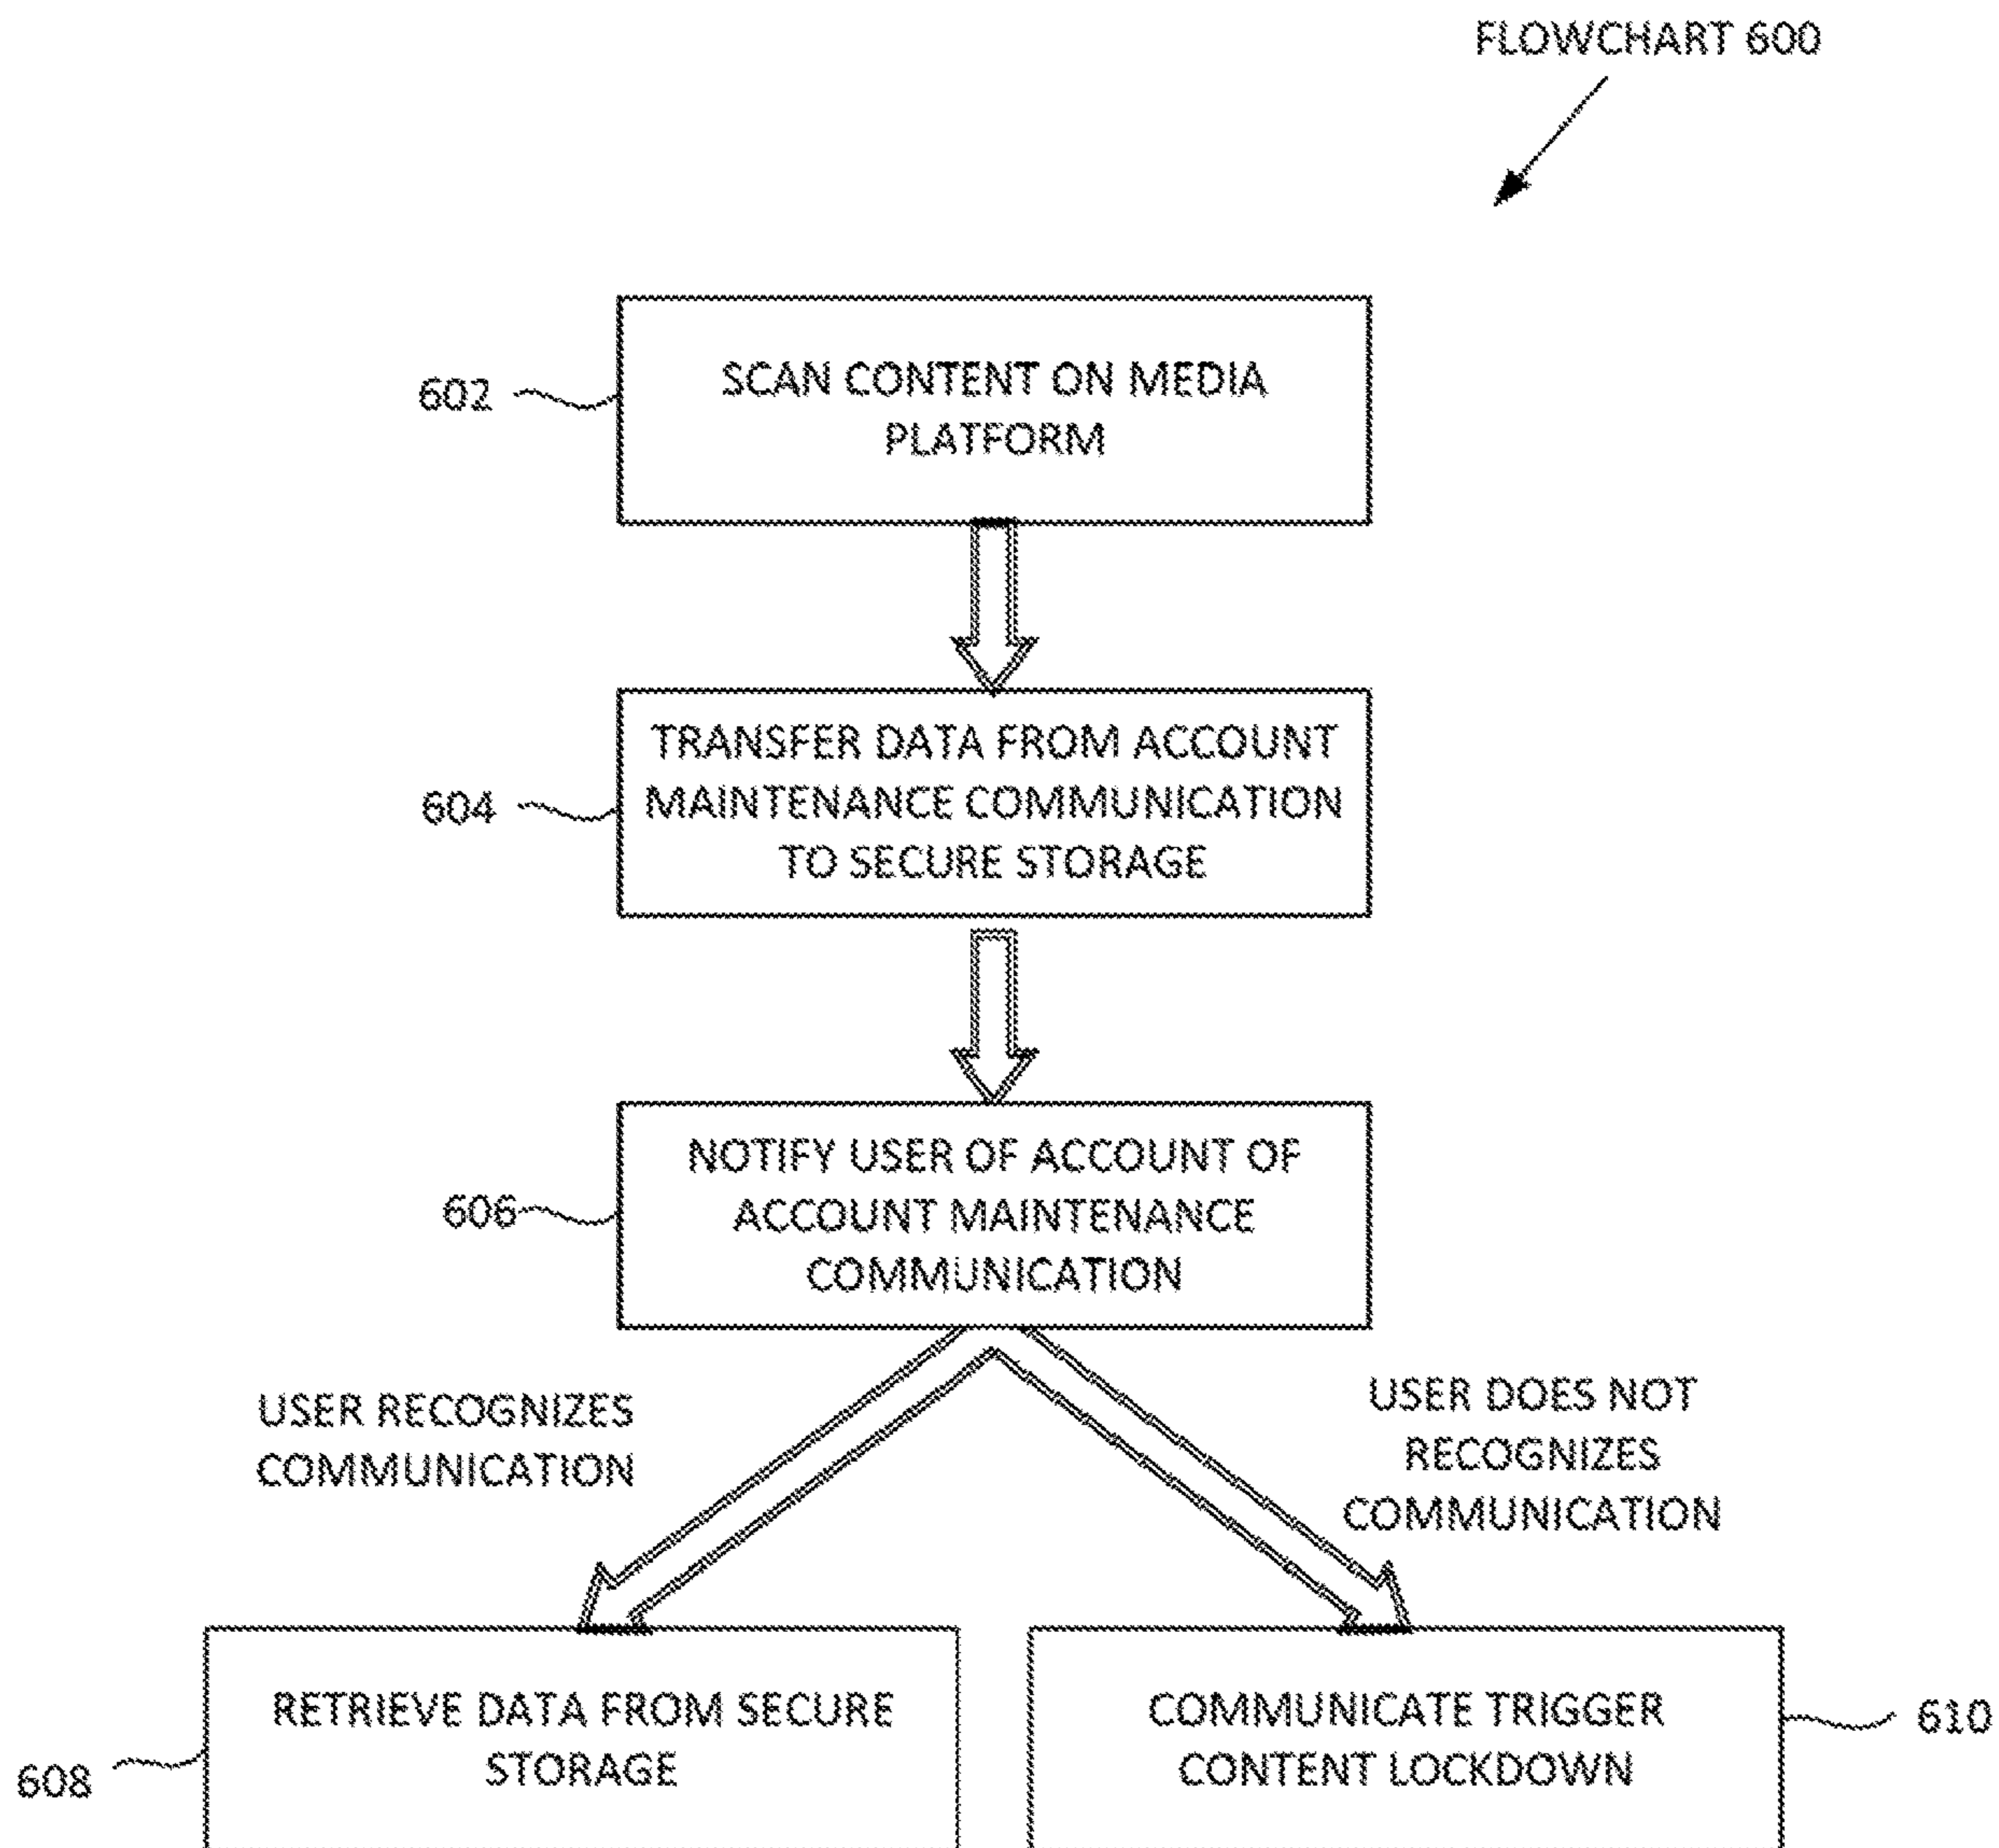 FLOWCHART 600
602
SCAN CONTENT ON MEDIA
PLATFORM
604
TRANSFER DATA FROM ACCOUNT
MAINTENANCE COMMUNICATION
TO SECURE STORAGE
606
NOTIFY USER OF ACCOUNT OF
ACCOUNT MAINTENANCE
COMMUNICATION
USER RECOGNIZES
COMMUNICATION
USER DOES NOT
RECOGNIZES
COMMUNICATION
608
RETRIEVE DATA FROM SECURE
STORAGE
COMMUNICATE TRIGGER
CONTENT LOCKDOWN
610